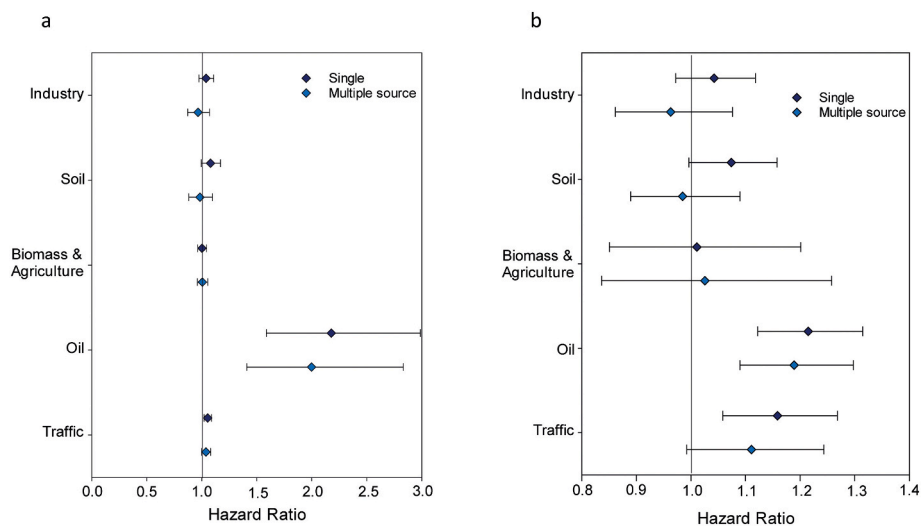 a
Single
Multiple source
Industry
Soil
Biomass &
Agriculture
Oil
Traffic
0.0 0.5 1.0 1.5 2.0 2.5 3.0
Hazard Ratio
b
Single
Multiple source
Industry
Soil
Biomass &
Agriculture
Oil
Traffic
0.8 0.9 1.0 1.1 1.2 1.3 1.4
Hazard Ratio